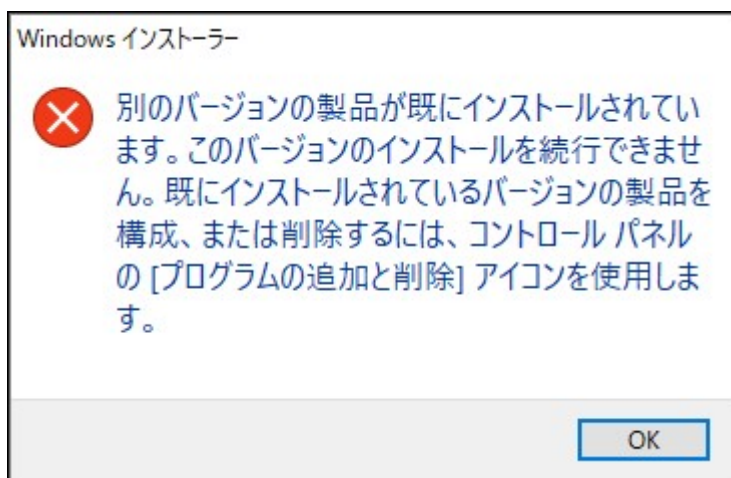 Windows インストーラー
別のバージョンの製品が既にインストールされてい
ます。このバージョンのインストールを続行できませ
ん。既にインストールされているバージョンの製品を
構成、または削除するには、コントロール パネル
の [プログラムの追加と削除] アイコンを使用しま
す。
OK